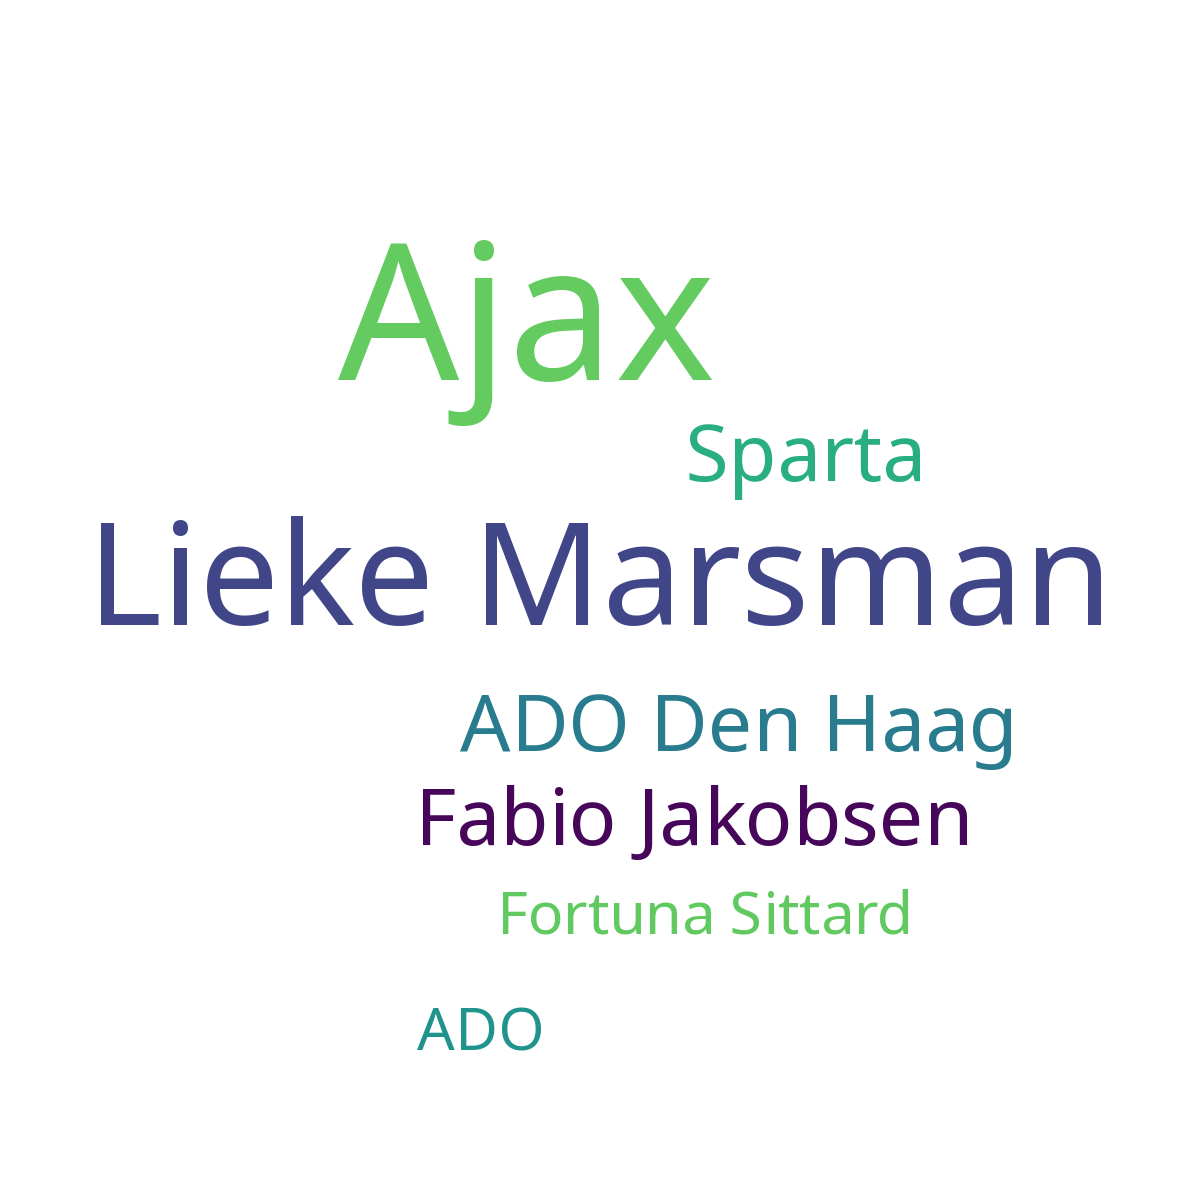 Ajax
Sparta
Lieke Marsman
ADO Den Haag
Fabio Jakobsen
Fortuna Sittard
ADO